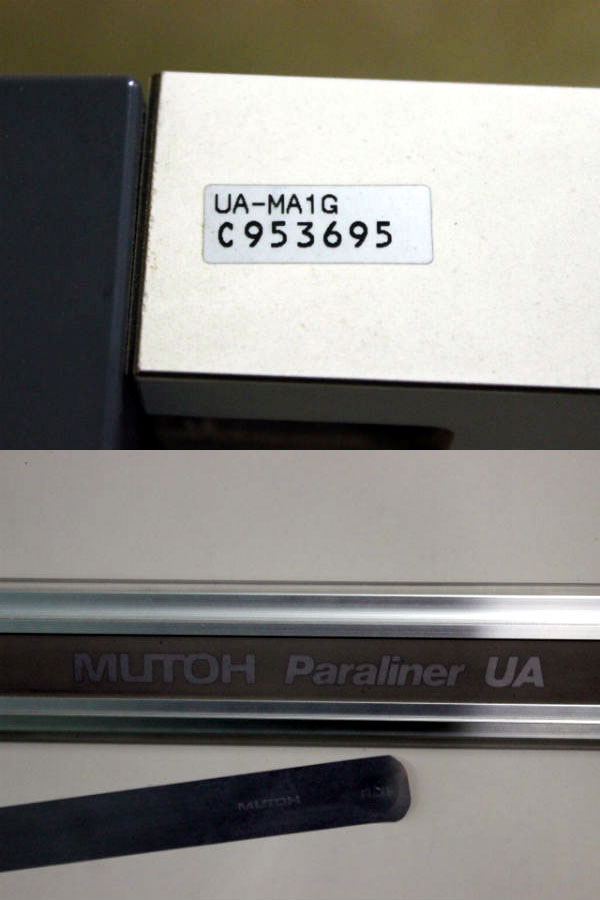 UA-MA1G
C953695
MUTOH Paraliner UA
MUTOH